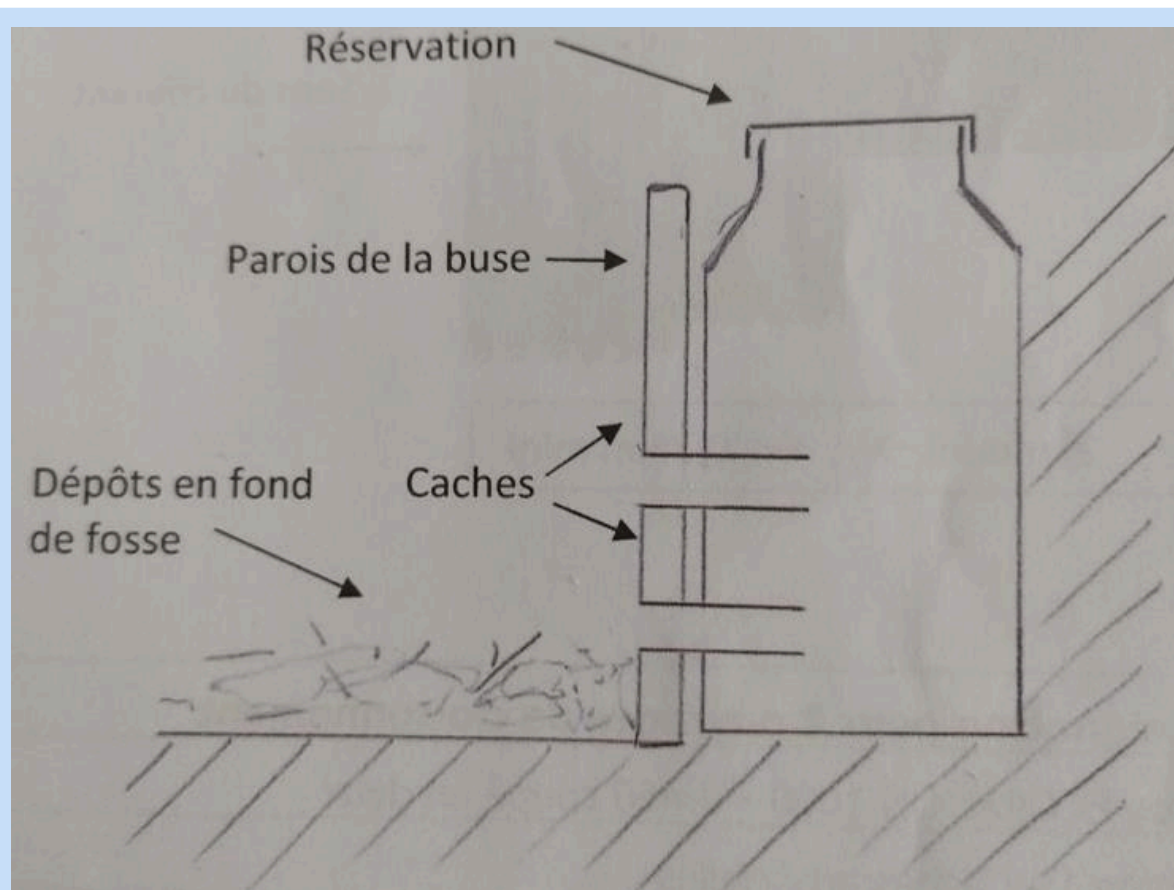 Réservation
Parois de la buse
Caches
Dépôts en fond
de fosse